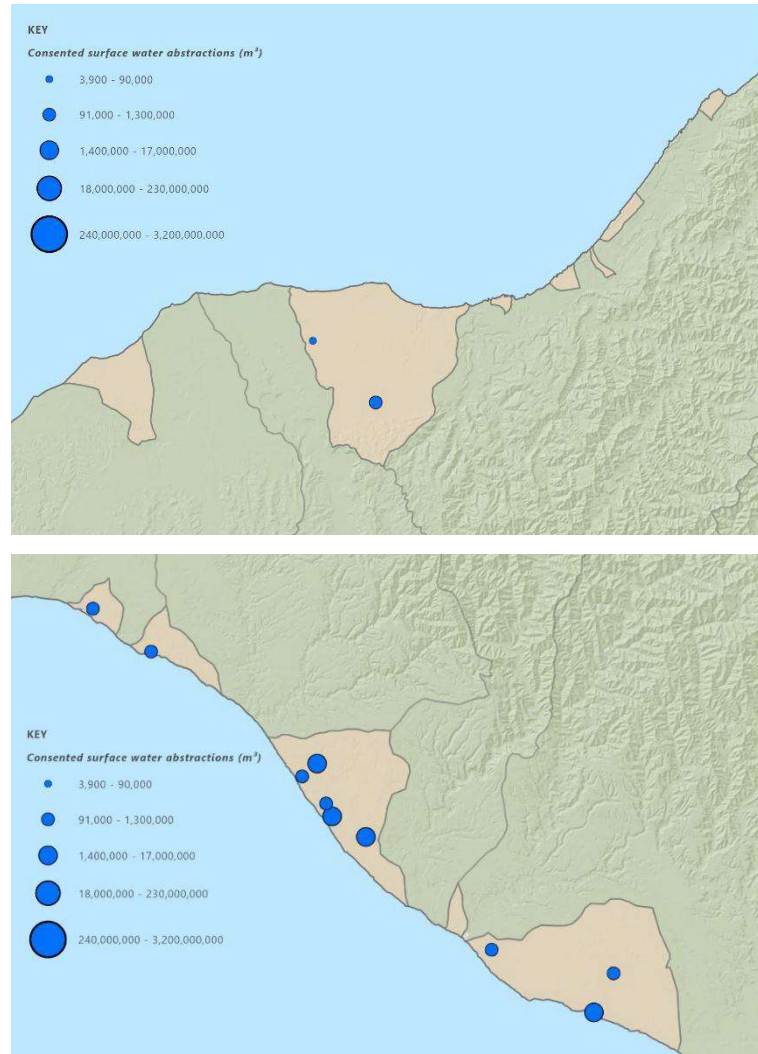 KEY
Consented surface water abstractions (m³)
3,900 - 90,000
91,000 - 1,300,000
1,400,000 - 17,000,000
18,000,000 - 230,000,000
240,000,000 - 3,200,000,000
KEY
Consented surface water abstractions (m³)
3,900 - 90,000
91,000 - 1,300,000
1,400,000 - 17,000,000
18,000,000 - 230,000,000
240,000,000 - 3,200,000,000